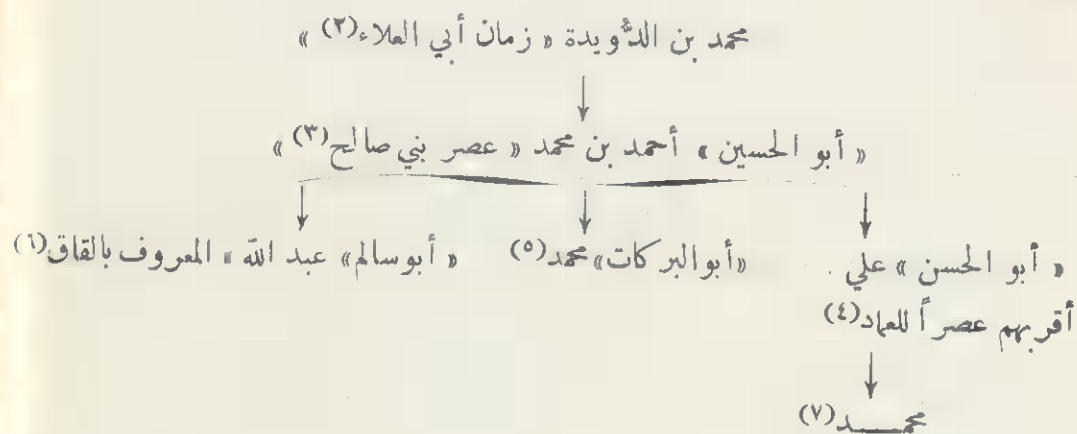 محمد بن الدُّويدة « زمان أبي العلاء(٢) »
« أبو الحسين » أحمد بن محمد « عصر بني صالح(٣) »
« أبو الحسن » علي «أبو البركات» محمد(٥) « أبو سالم» عبد الله » المعروف بالقاق(٦)
أقربهم عصراً للعماد(٤)
محمـــد(٧)